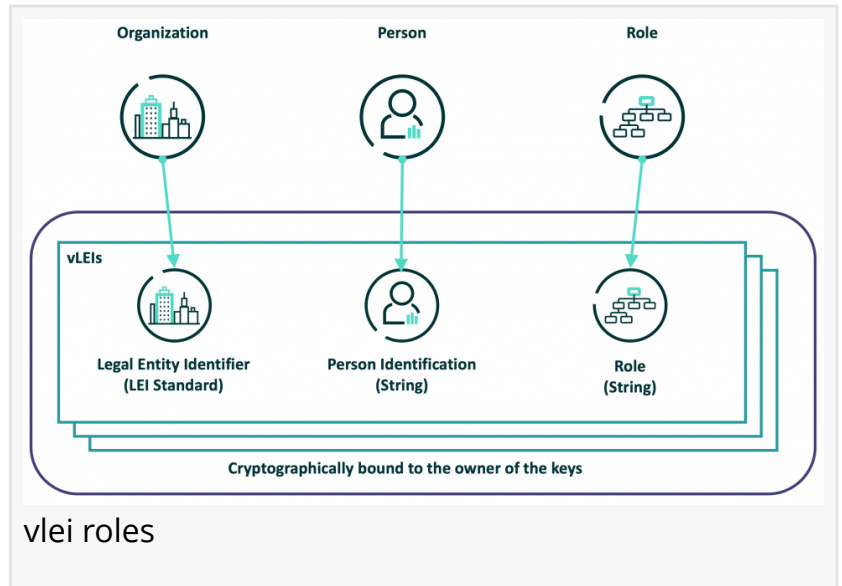 Organization
Person
Role
vLEIs
Legal Entity Identifier
(LEI Standard)
Person Identification
(String)
Role
(String)
Cryptographically bound to the owner of the keys
vlei roles